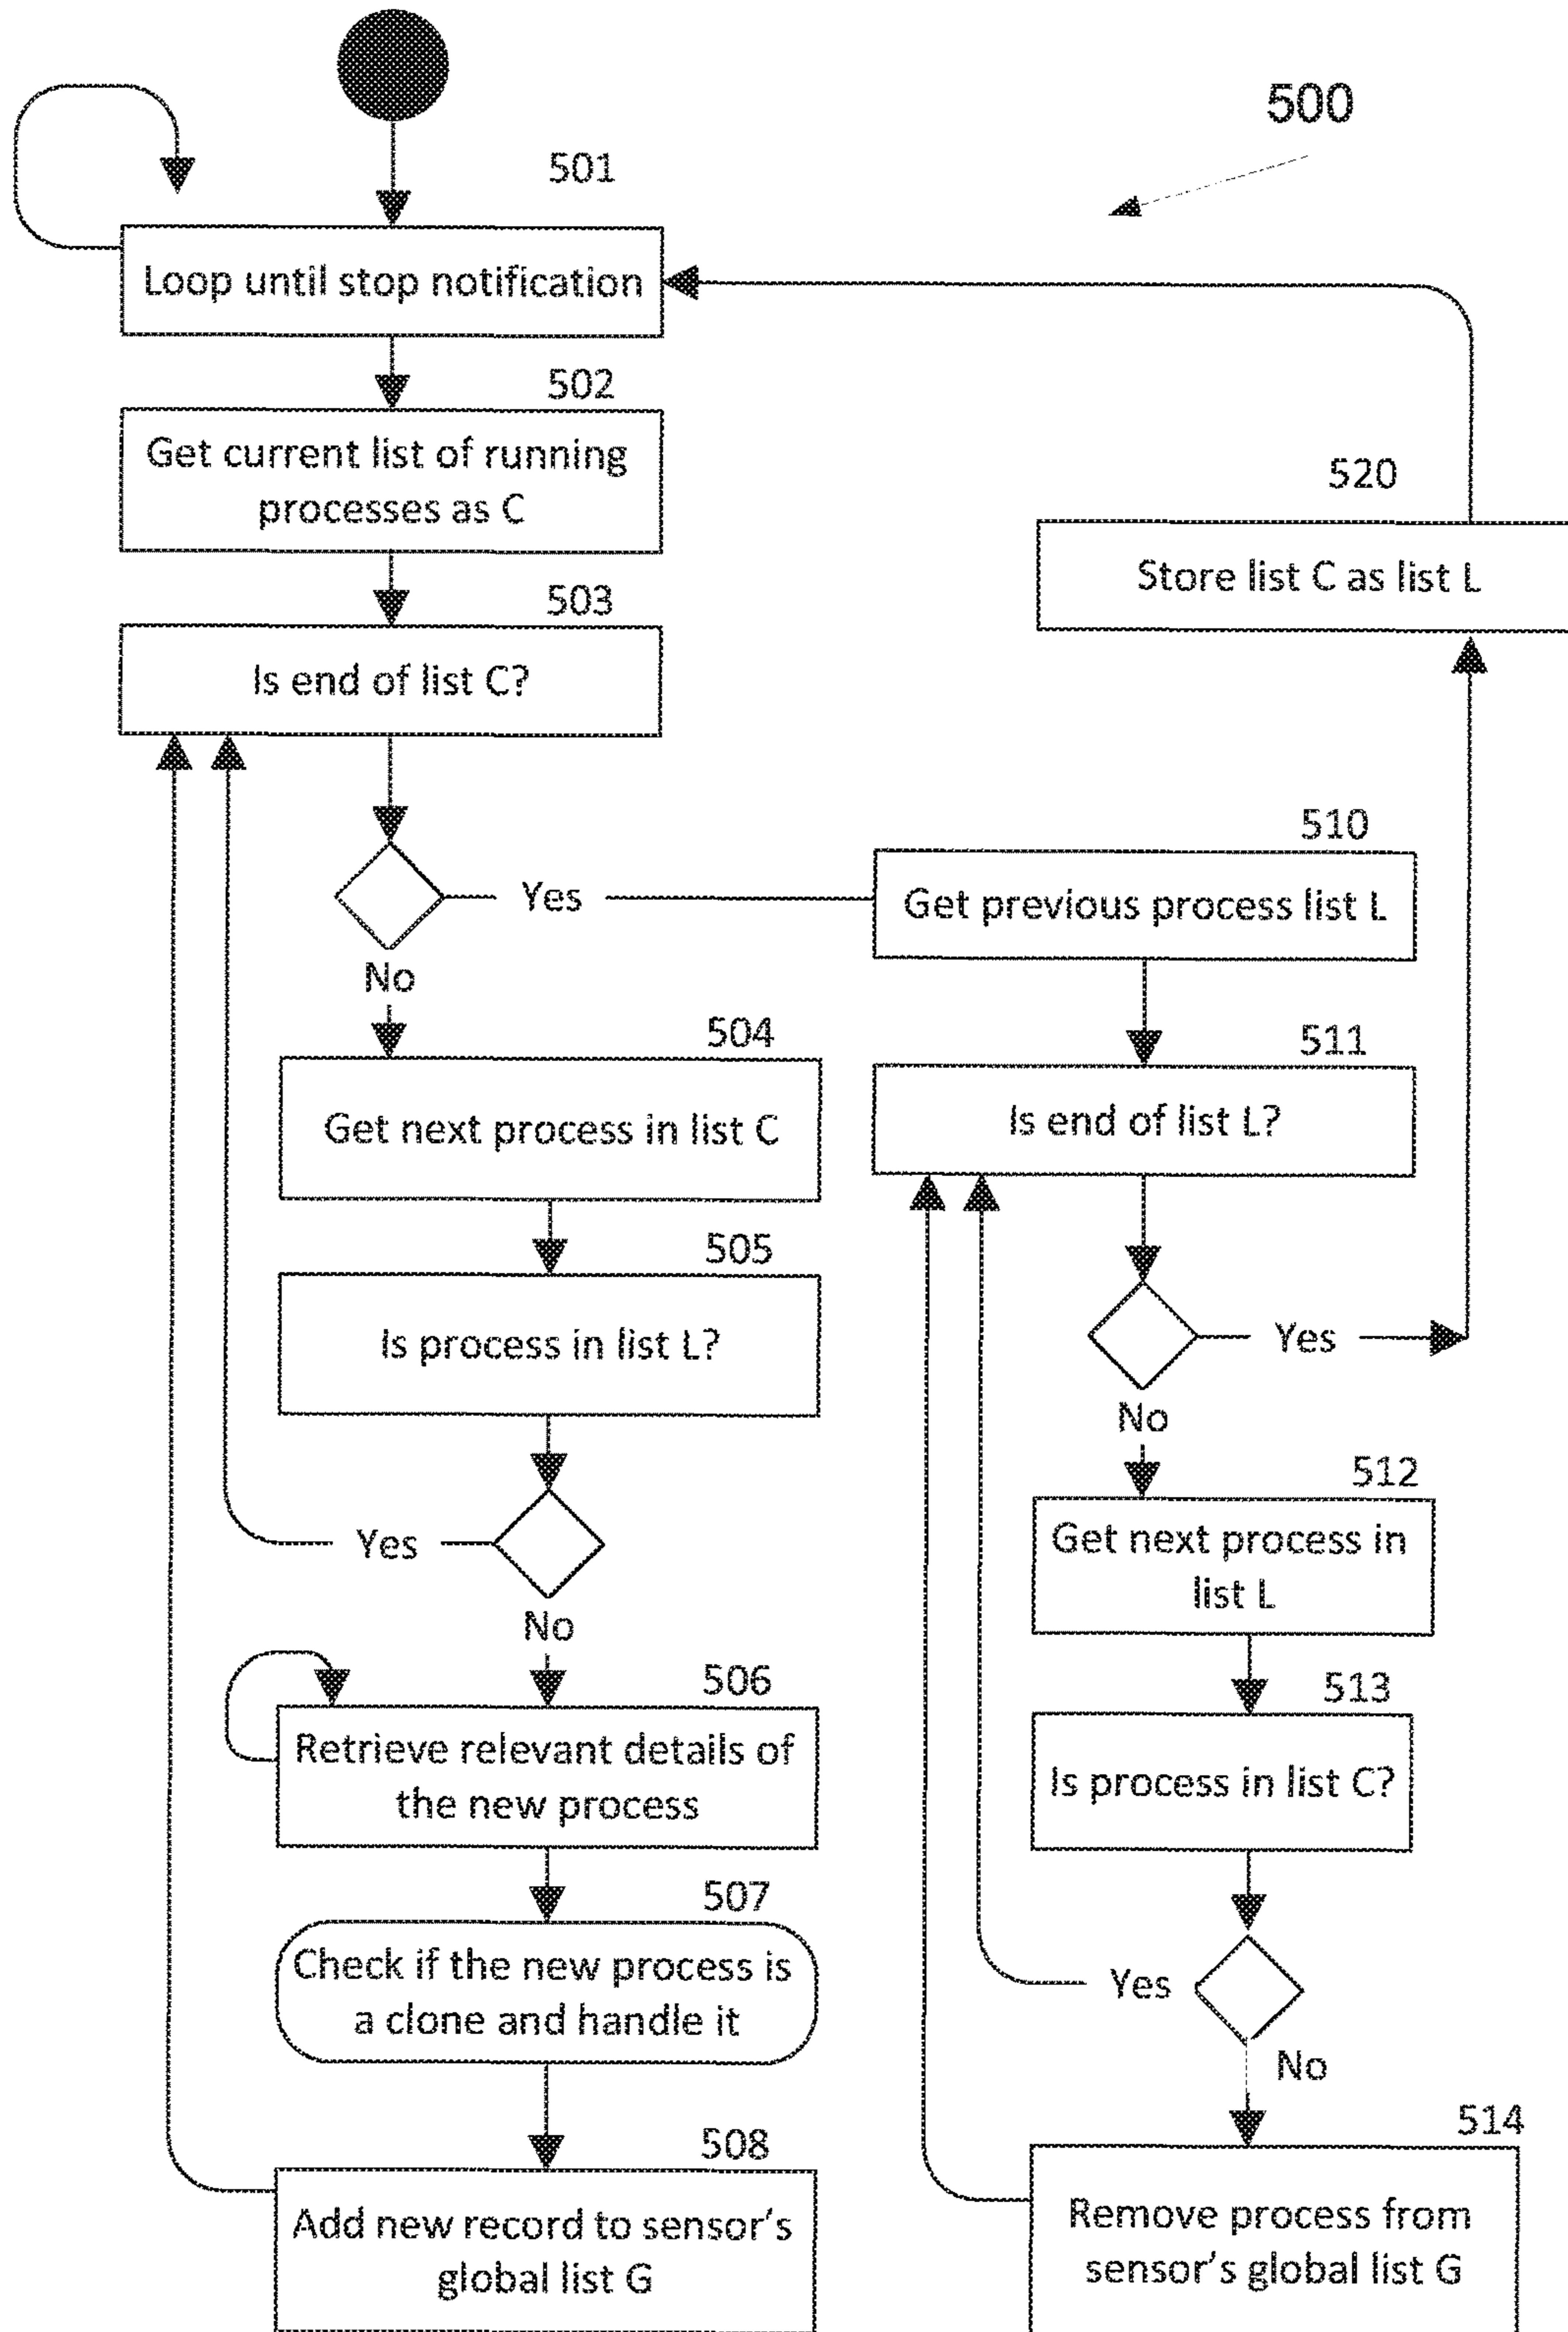 500
501
Loop until stop notification
502
Get current list of running
processes as C
503
Is end of list C?
Yes
No
504
Get next process in list C
505
Is process in list L?
Yes
No
506
Retrieve relevant details of
the new process
507
Check if the new process is
a clone and handle it
508
Add new record to sensor's
global list G
510
Get previous process list L
511
Is end of list L?
Yes
No
512
Get next process in
list L
513
Is process in list C?
Yes
No
514
Remove process from
sensor's global list G
520
Store list C as list L